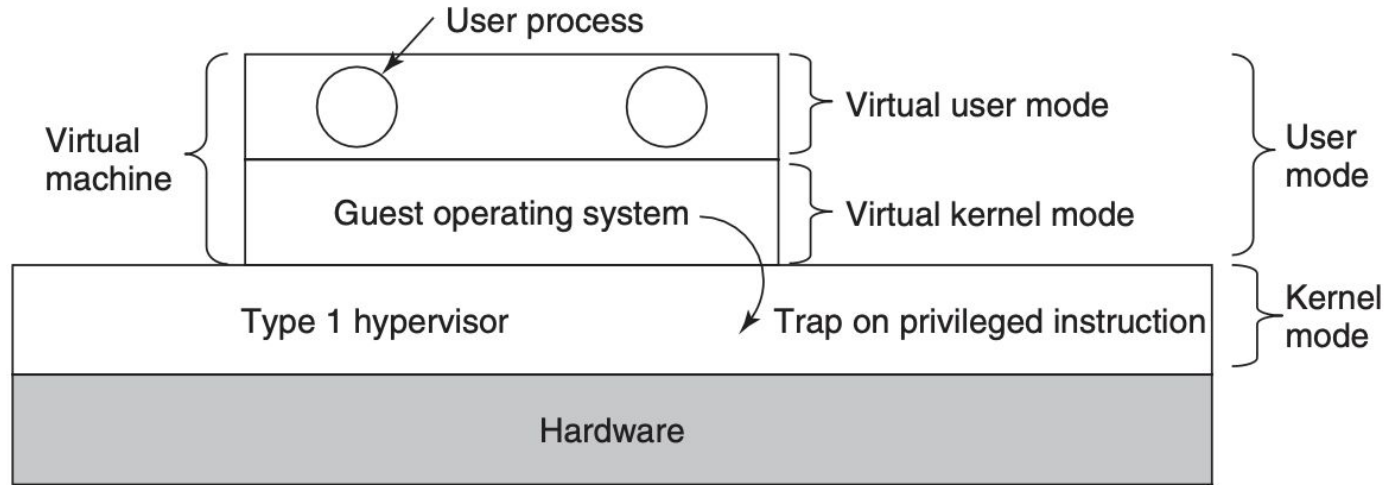 User process
Virtual user mode
Virtual
machine
User
mode
Guest operating system
Virtual kernel mode
Type 1 hypervisor
Trap on privileged instruction
Kernel
mode
Hardware